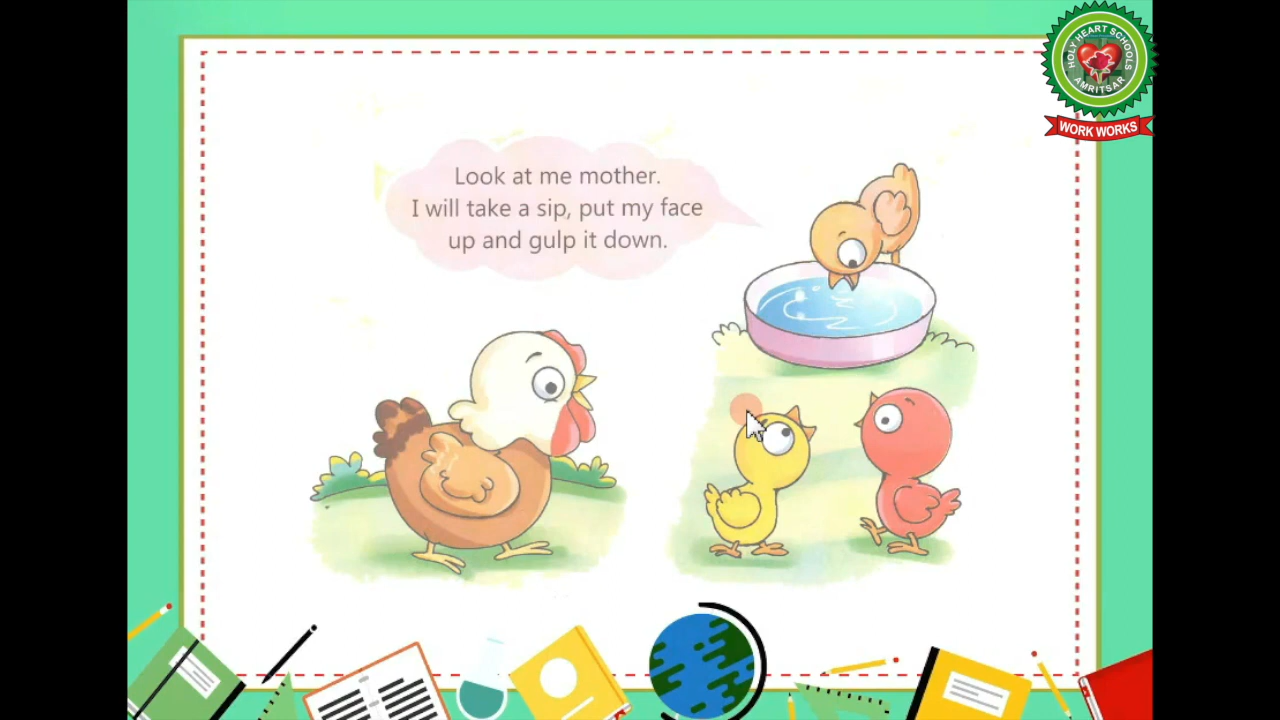 Look at me mother.
I will take a sip, put my face
up and gulp it down.
HOLY HEART SCHOOLS
AMRITSAR
WORK WORKS